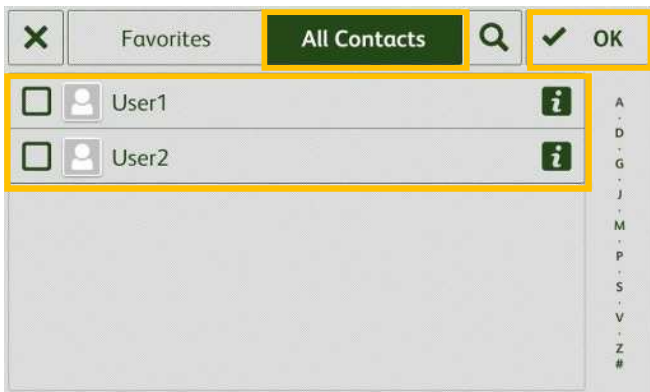 Favorites All Contacts OK
User1 i
User2 i
A
·
D
·
G
·
J
·
M
·
P
·
S
·
V
·
Z
#